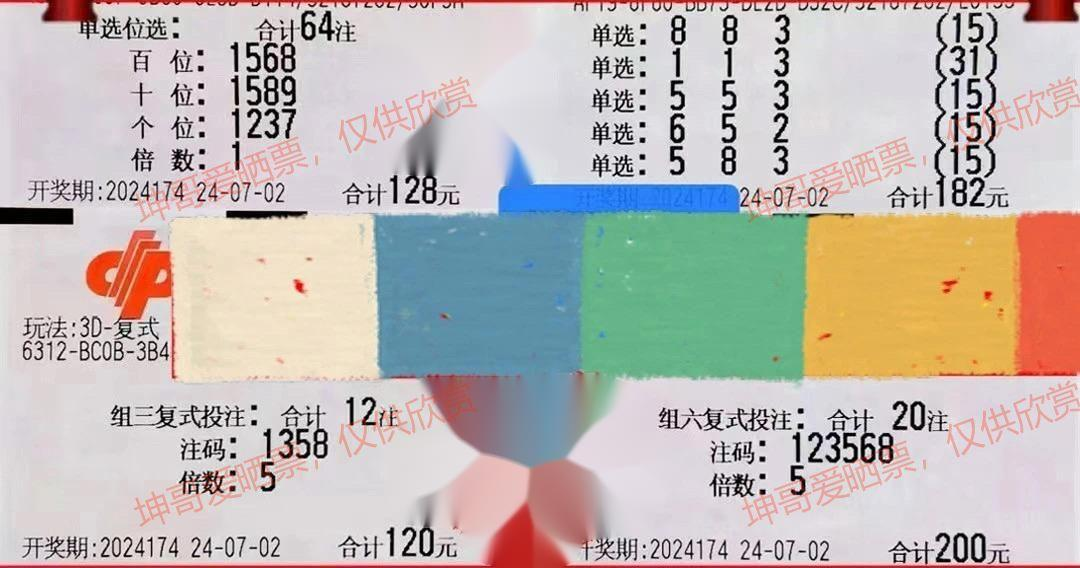 单选位选: 合计64注
百 位: 1568
十 位: 1589
个 位: 1237
倍 数: 1
开奖期:2024174 24-07-02 合计128元
单选: 8 8 3 (15)
单选: 1 1 3 (31)
单选: 5 5 3 (15)
单选: 6 5 2 (15)
单选: 5 8 3 (15)
开奖期:2024174 24-07-02 合计182元
玩法:3D-复式
6312-BC0B-3B4
组三复式投注: 合计 12注
注码: 1358
倍数: 5
开奖期:2024174 24-07-02 合计120元
组六复式投注: 合计 20注
注码: 123568
倍数: 5
奖期:2024174 24-07-02 合计200元
坤哥爱晒票，仅供欣赏
坤哥爱晒票，仅供欣赏
坤哥爱晒票，仅供欣赏
坤哥爱晒票，仅供欣赏